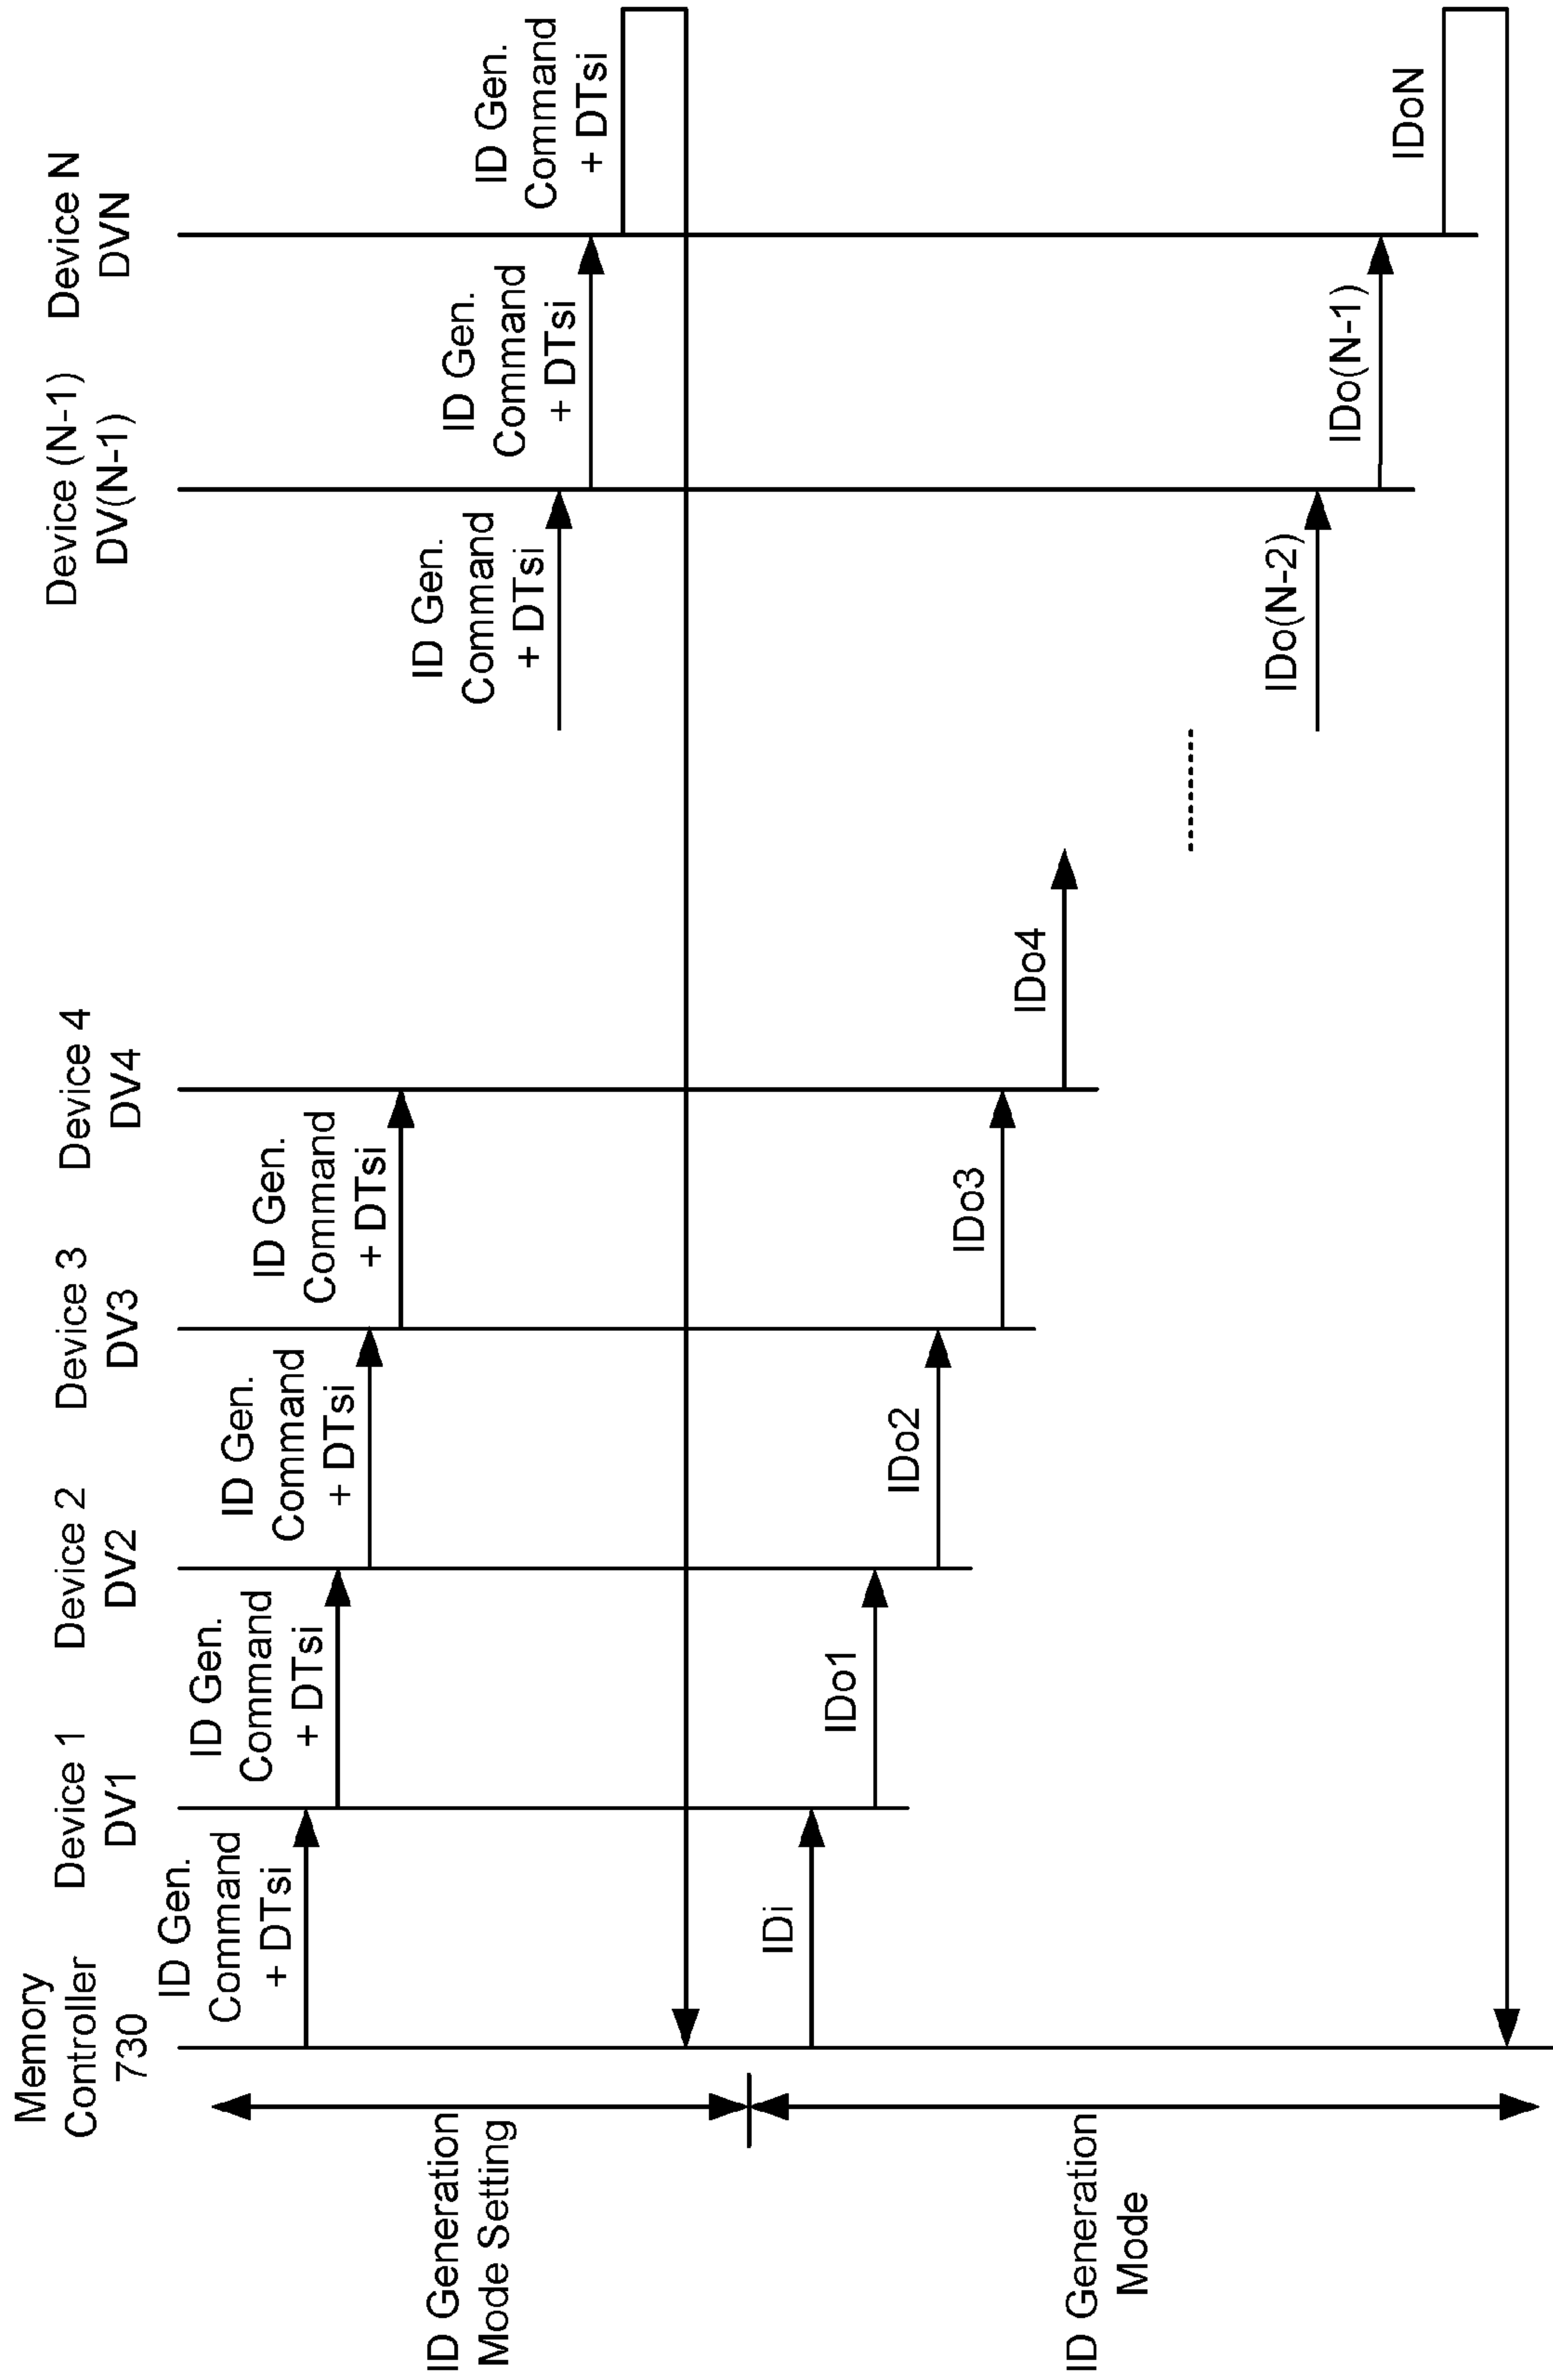 Memory
Controller
730
Device 1
DV1
Device 2
DV2
Device 3
DV3
Device 4
DV4
Device (N-1)
DV(N-1)
Device N
DVN
ID Generation
Mode Setting
ID Gen.
Command
+ DTsi
ID Gen.
Command
+ DTsi
ID Gen.
Command
+ DTsi
ID Gen.
Command
+ DTsi
ID Gen.
Command
+ DTsi
ID Gen.
Command
+ DTsi
ID Gen.
Command
+ DTsi
ID Generation
Mode
IDi
IDo1
IDo2
IDo3
IDo4
IDo(N-2)
IDo(N-1)
IDoN